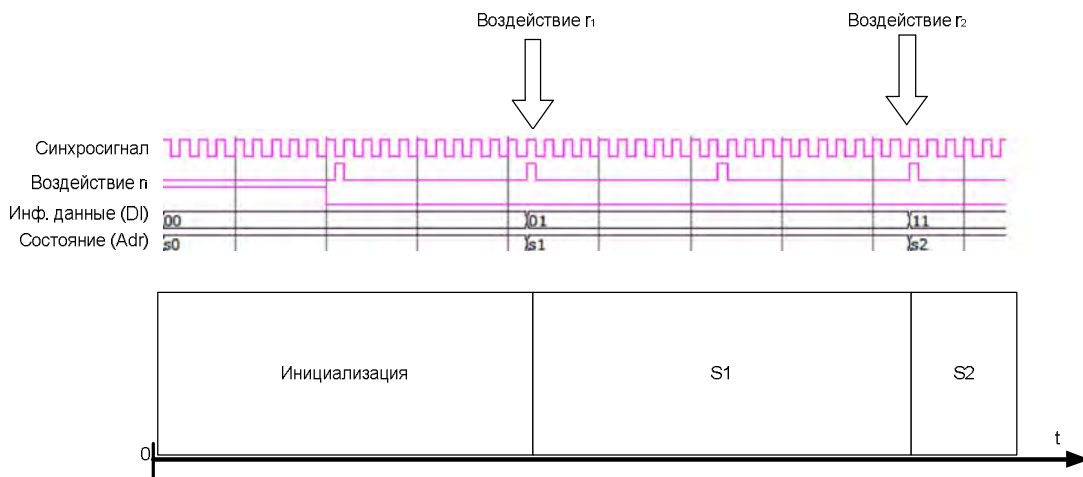 Воздействие r1
Воздействие r2
Синхросигнал
Воздействие ri
Инф. данные (DI)
00
01
11
Состояние (Adr)
s0
s1
s2
Инициализация
S1
S2
0
t